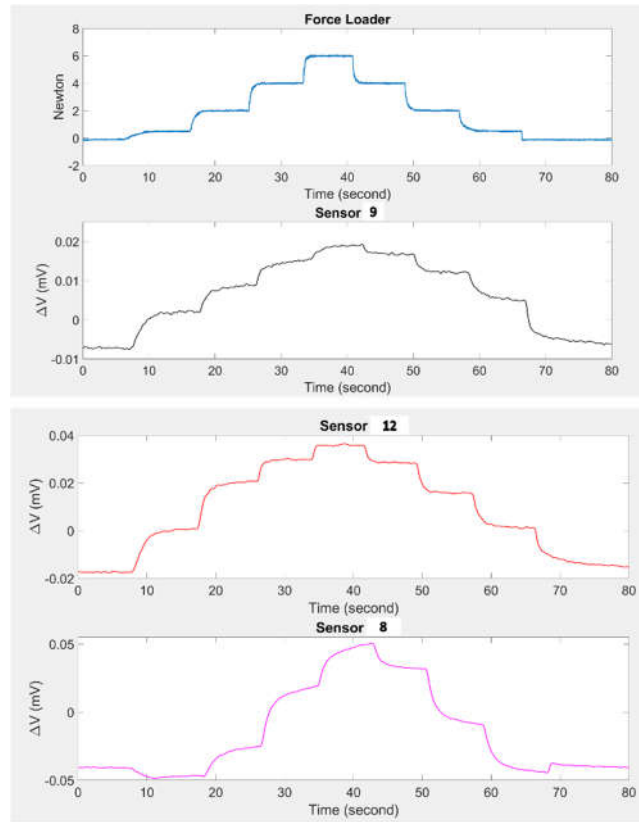 Force Loader
6
4
2
0
-2
Newton
0 10 20 30 40 50 60 70 80
Time (second)
Sensor 9
0.02
0.01
0
-0.01
ΔV (mV)
0 10 20 30 40 50 60 70 80
Time (second)
Sensor 12
0.04
0.02
0
-0.02
ΔV (mV)
0 10 20 30 40 50 60 70 80
Time (second)
Sensor 8
0.05
0
-0.05
ΔV (mV)
0 10 20 30 40 50 60 70 80
Time (second)